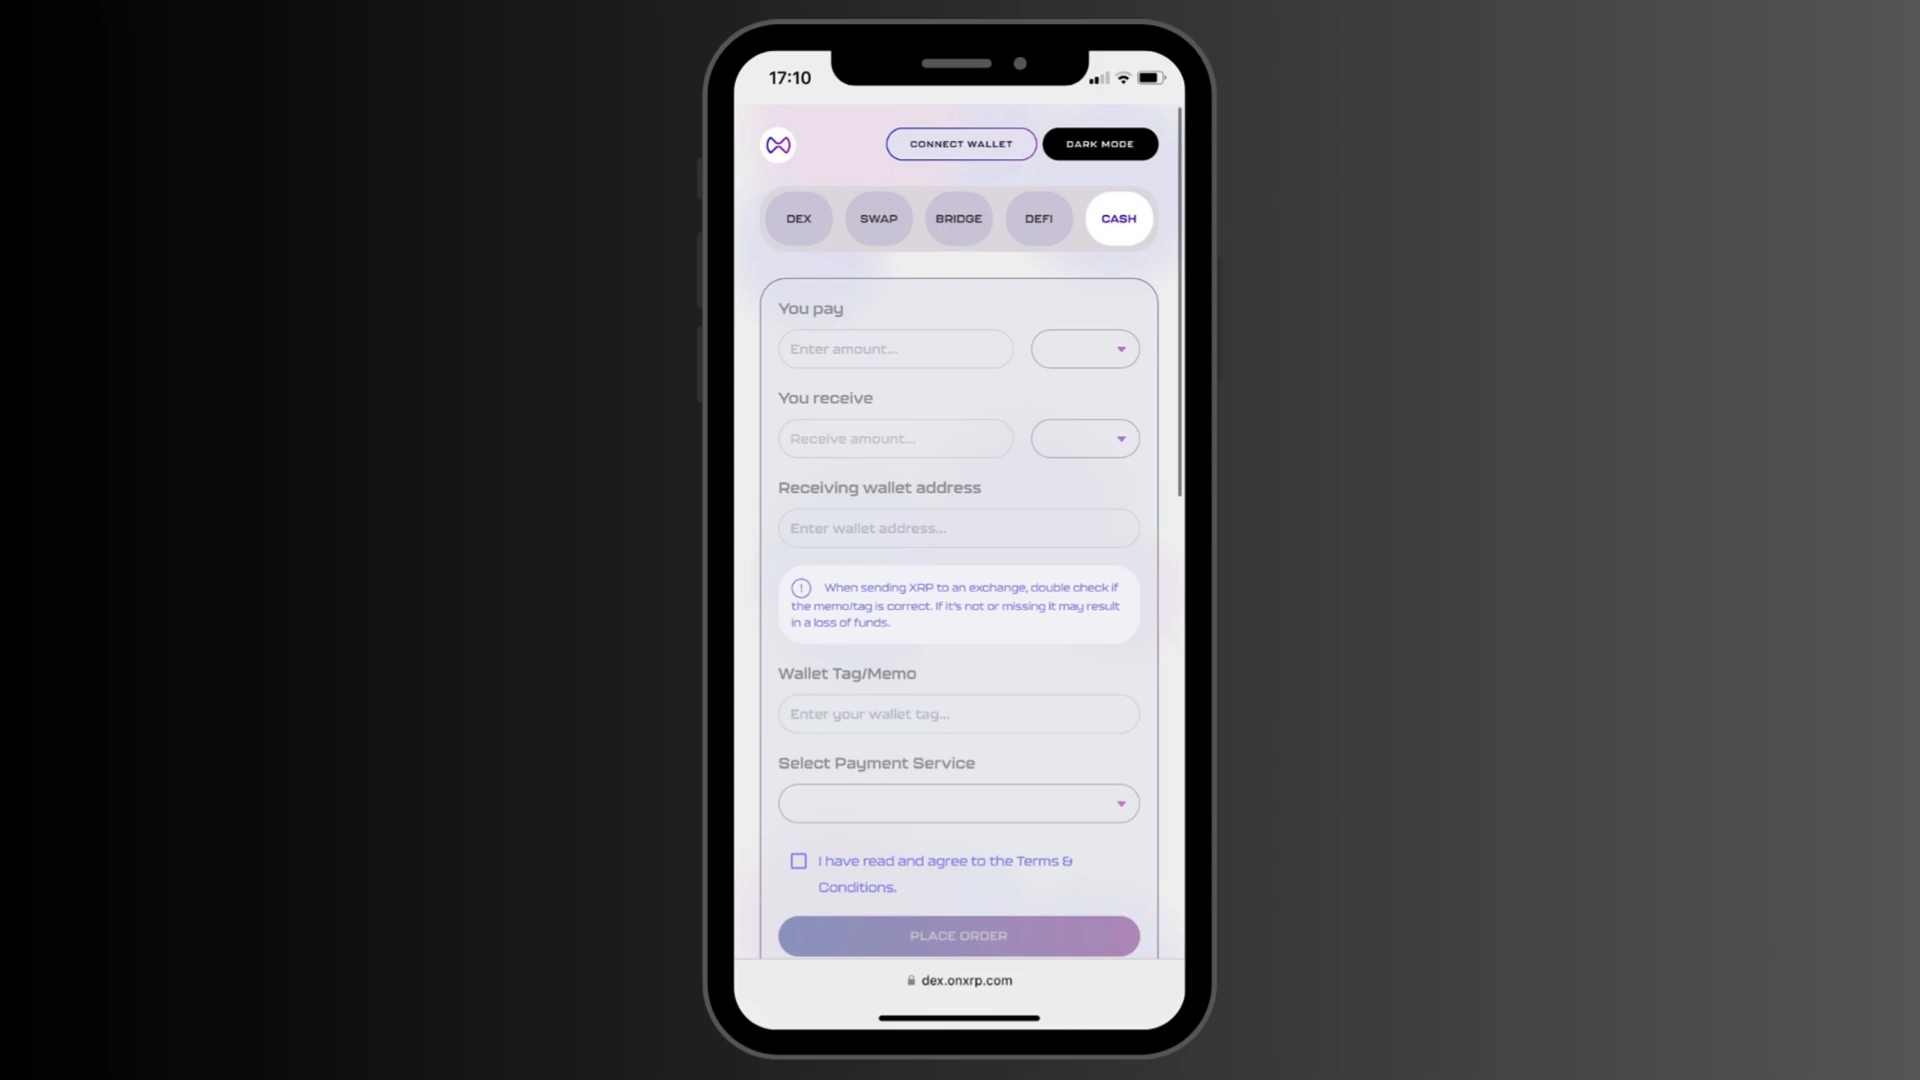 17:10
CONNECT WALLET
DARK MODE
DEX
SWAP
BRIDGE
DEFI
CASH
You pay
Enter amount...
You receive
Receive amount...
Receiving wallet address
Enter wallet address...
When sending XRP to an exchange, double check if
the memo/tag is correct. If it's not or missing it may result
in a loss of funds.
Wallet Tag/Memo
Enter your wallet tag...
Select Payment Service
I have read and agree to the Terms &
Conditions.
PLACE ORDER
dex.onxrp.com